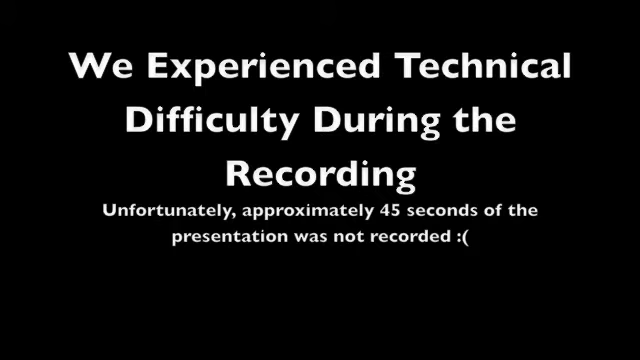 We Experienced Technical
Difficulty During the
Recording
Unfortunately, approximately 45 seconds of the
presentation was not recorded :(